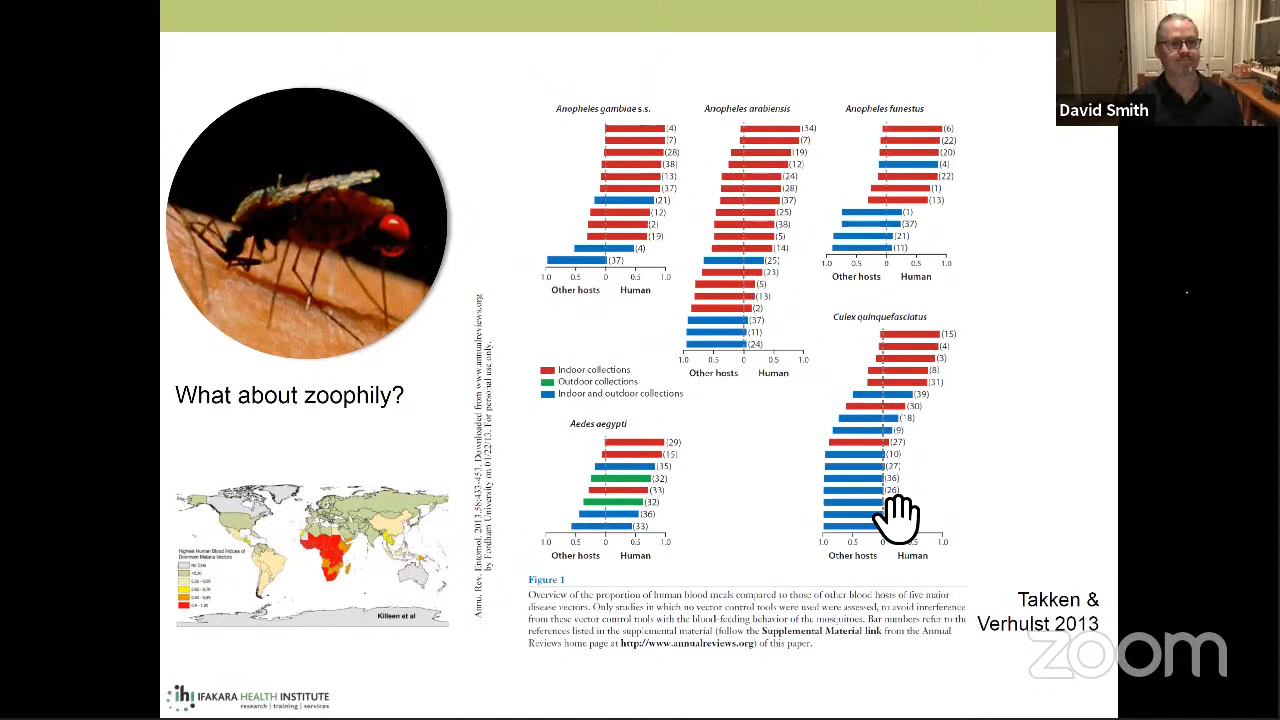 David Smith
What about zoophily?
Highest Human Blood Indices of
Dominant Malaria Vectors
No Data
Killeen et al
IFAKARA HEALTH INSTITUTE
research | training | services
Annu. Rev. Entomol. 2013.58:433-453. Downloaded from www.annualreviews.org
by Fordham University on 01/22/13. For personal use only.
Anopheles gambiae s.s.
(4)
(7)
(28)
(38)
(13)
(37)
(21)
(12)
(2)
(19)
(4)
(37)
1.0 0.5 0 0.5 1.0
Other hosts Human
Anopheles arabiensis
(34)
(7)
(19)
(12)
(24)
(28)
(37)
(25)
(38)
(5)
(14)
(25)
(23)
(5)
(13)
(2)
(37)
(11)
(24)
1.0 0.5 0 0.5 1.0
Other hosts Human
Anopheles funestus
(6)
(22)
(20)
(4)
(22)
(1)
(13)
(1)
(37)
(21)
(11)
1.0 0.5 0 0.5 1.0
Other hosts Human
Indoor collections
Outdoor collections
Indoor and outdoor collections
Aedes aegypti
(29)
(15)
(35)
(32)
(33)
(32)
(36)
(33)
1.0 0.5 0 0.5 1.0
Other hosts Human
Culex quinquefasciatus
(15)
(4)
(3)
(8)
(31)
(39)
(30)
(18)
(9)
(27)
(10)
(27)
(36)
(26)
1.0 0.5 0 0.5 1.0
Other hosts Human
Figure 1
Overview of the proportion of human blood meals compared to those of other blood hosts of five major
disease vectors. Only studies in which no vector control tools were used were assessed, to avoid interference
from these vector control tools with the blood-feeding behavior of the mosquitoes. Bar numbers refer to the
references listed in the supplemental material (follow the Supplemental Material link from the Annual
Reviews home page at http://www.annualreviews.org) of this paper.
Takken &
Verhulst 2013
zoom